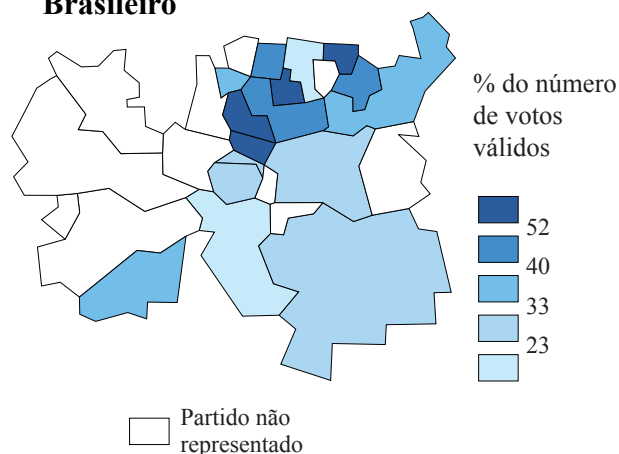 Brasileiro
% do número
de votos
válidos
52
40
33
23
Partido não
representado